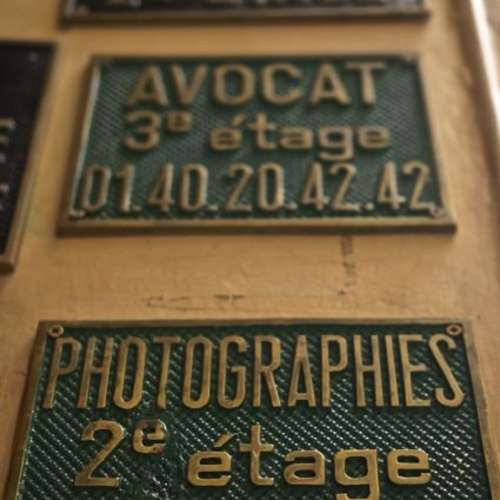 AVOCAT
3e étage
01.40.20.42.42
PHOTOGRAPHIES
2e étage